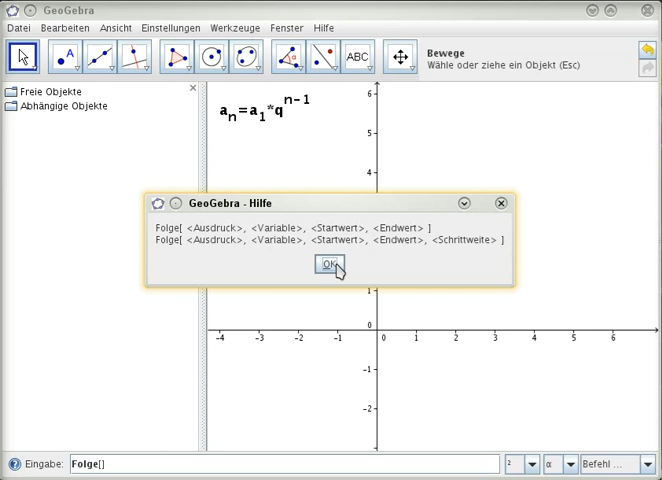 GeoGebra
Datei Bearbeiten Ansicht Einstellungen Werkzeuge Fenster Hilfe
A
α
ABC
Bewege
Wähle oder ziehe ein Objekt (Esc)
Freie Objekte
Abhängige Objekte
aₙ=a₁*qⁿ⁻¹
6
5
4
GeoGebra - Hilfe
Folge[ <Ausdruck>, <Variable>, <Startwert>, <Endwert> ]
Folge[ <Ausdruck>, <Variable>, <Startwert>, <Endwert>, <Schrittweite> ]
OK
1
0
-4 -3 -2 -1 0 1 2 3 4 5 6
-1
-2
-3
Eingabe: Folge[] ² α Befehl ...